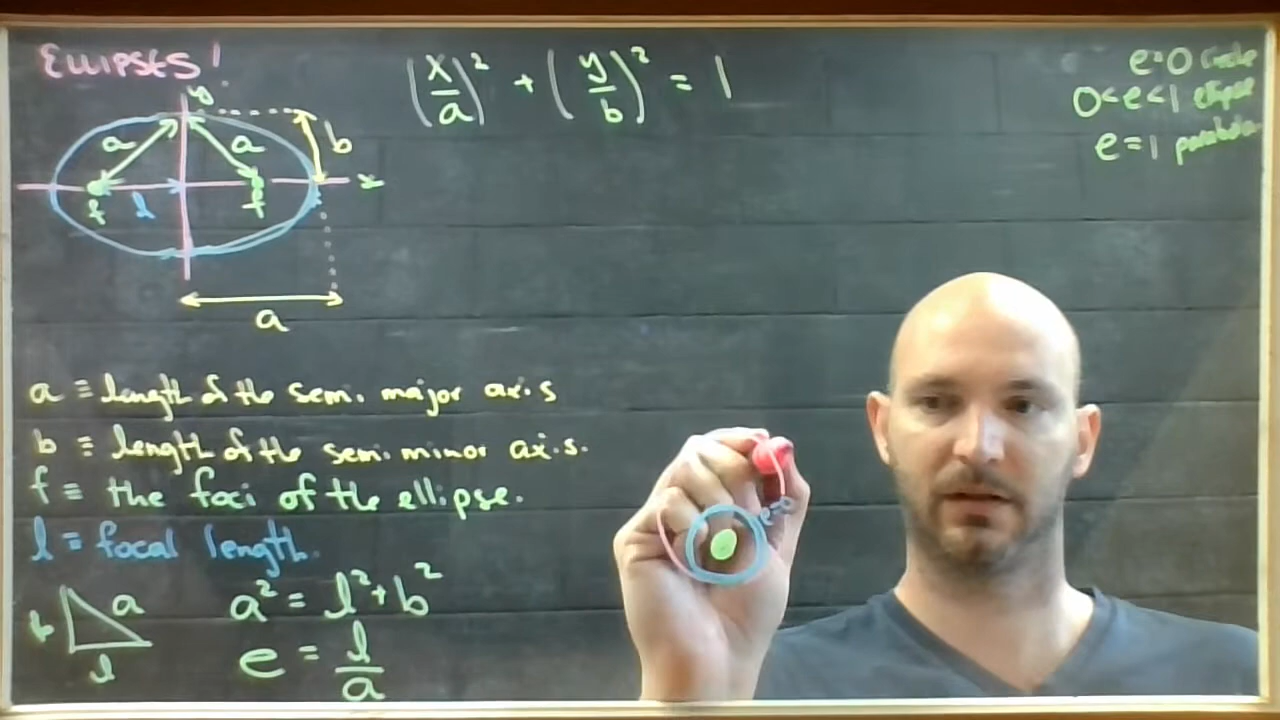 ELLIPSES!
(x/a)² + (y/b)² = 1
e=0 circle
0<e<1 ellipse
e=1 parabola
y
a a b
x
f l f
a
a ≡ length of the semi. major axis
b ≡ length of the semi. minor axis.
f ≡ the foci of the ellipse.
l ≡ focal length.
b a
l
a² = l² + b²
e = l/a
e=0